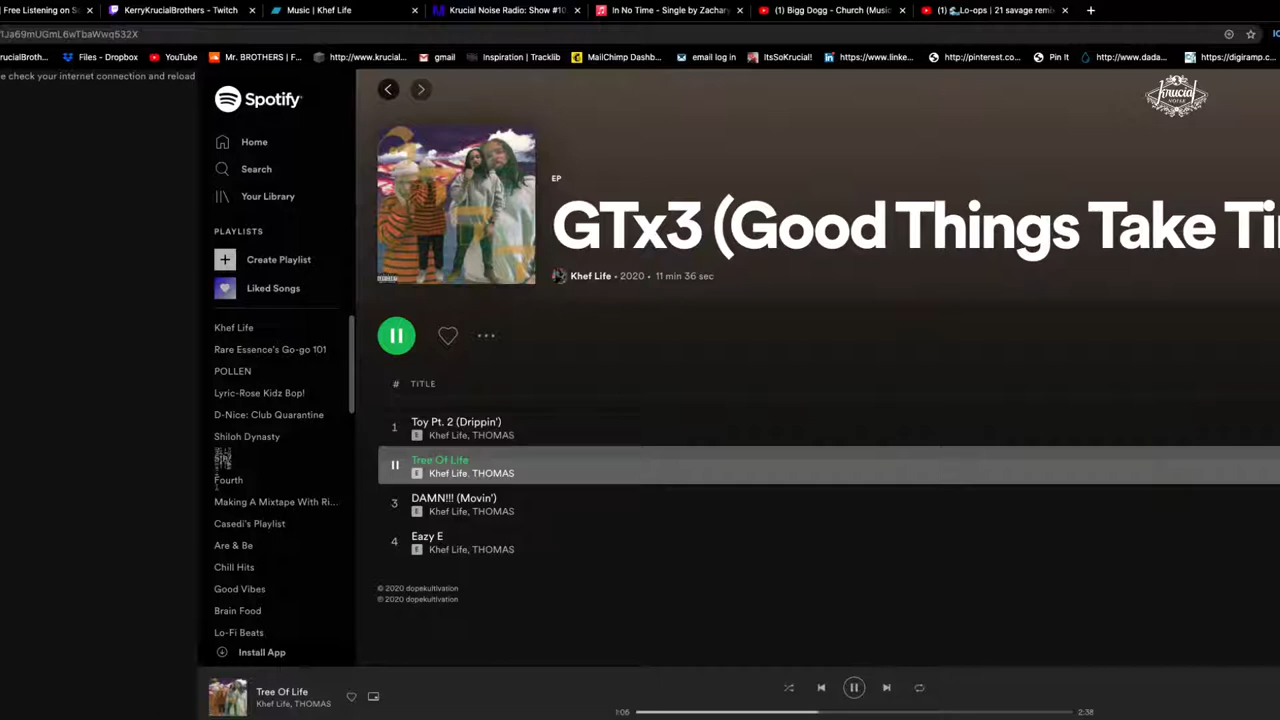 Free Listening on So
KerryKrucialBrothers - Twitch
Music | Khef Life
Krucial Noise Radio: Show #10
In No Time - Single by Zachary
(1) Bigg Dogg - Church (Music
(1) 🌊Lo-ops | 21 savage remi
1Ja69mUGmL6wTbaWwq532X
rucialBroth...
Files - Dropbox
YouTube
Mr. BROTHERS | F...
http://www.krucial...
gmail
Inspiration | Tracklib
MailChimp Dashb...
email log in
ItsSoKrucial!
https://www.linke...
http://pinterest.co...
Pin It
http://www.dada...
https://digiramp.c...
e check your internet connection and reload
Spotify
Krucial
NOISE
Home
Search
Your Library
PLAYLISTS
Create Playlist
Liked Songs
Khef Life
Rare Essence's Go-go 101
POLLEN
Lyric-Rose Kidz Bop!
D-Nice: Club Quarantine
Shiloh Dynasty
Fourth
Making A Mixtape With Ri...
Casedi's Playlist
Are & Be
Chill Hits
Good Vibes
Brain Food
Lo-Fi Beats
Install App
EP
GTx3 (Good Things Take Ti
Khef Life • 2020 • 11 min 36 sec
# TITLE
1 Toy Pt. 2 (Drippin')
E Khef Life, THOMAS
Tree Of Life
E Khef Life, THOMAS
3 DAMN!!! (Movin')
E Khef Life, THOMAS
4 Eazy E
E Khef Life, THOMAS
© 2020 dopekultivation
℗ 2020 dopekultivation
Tree Of Life
Khef Life, THOMAS
1:06
2:38